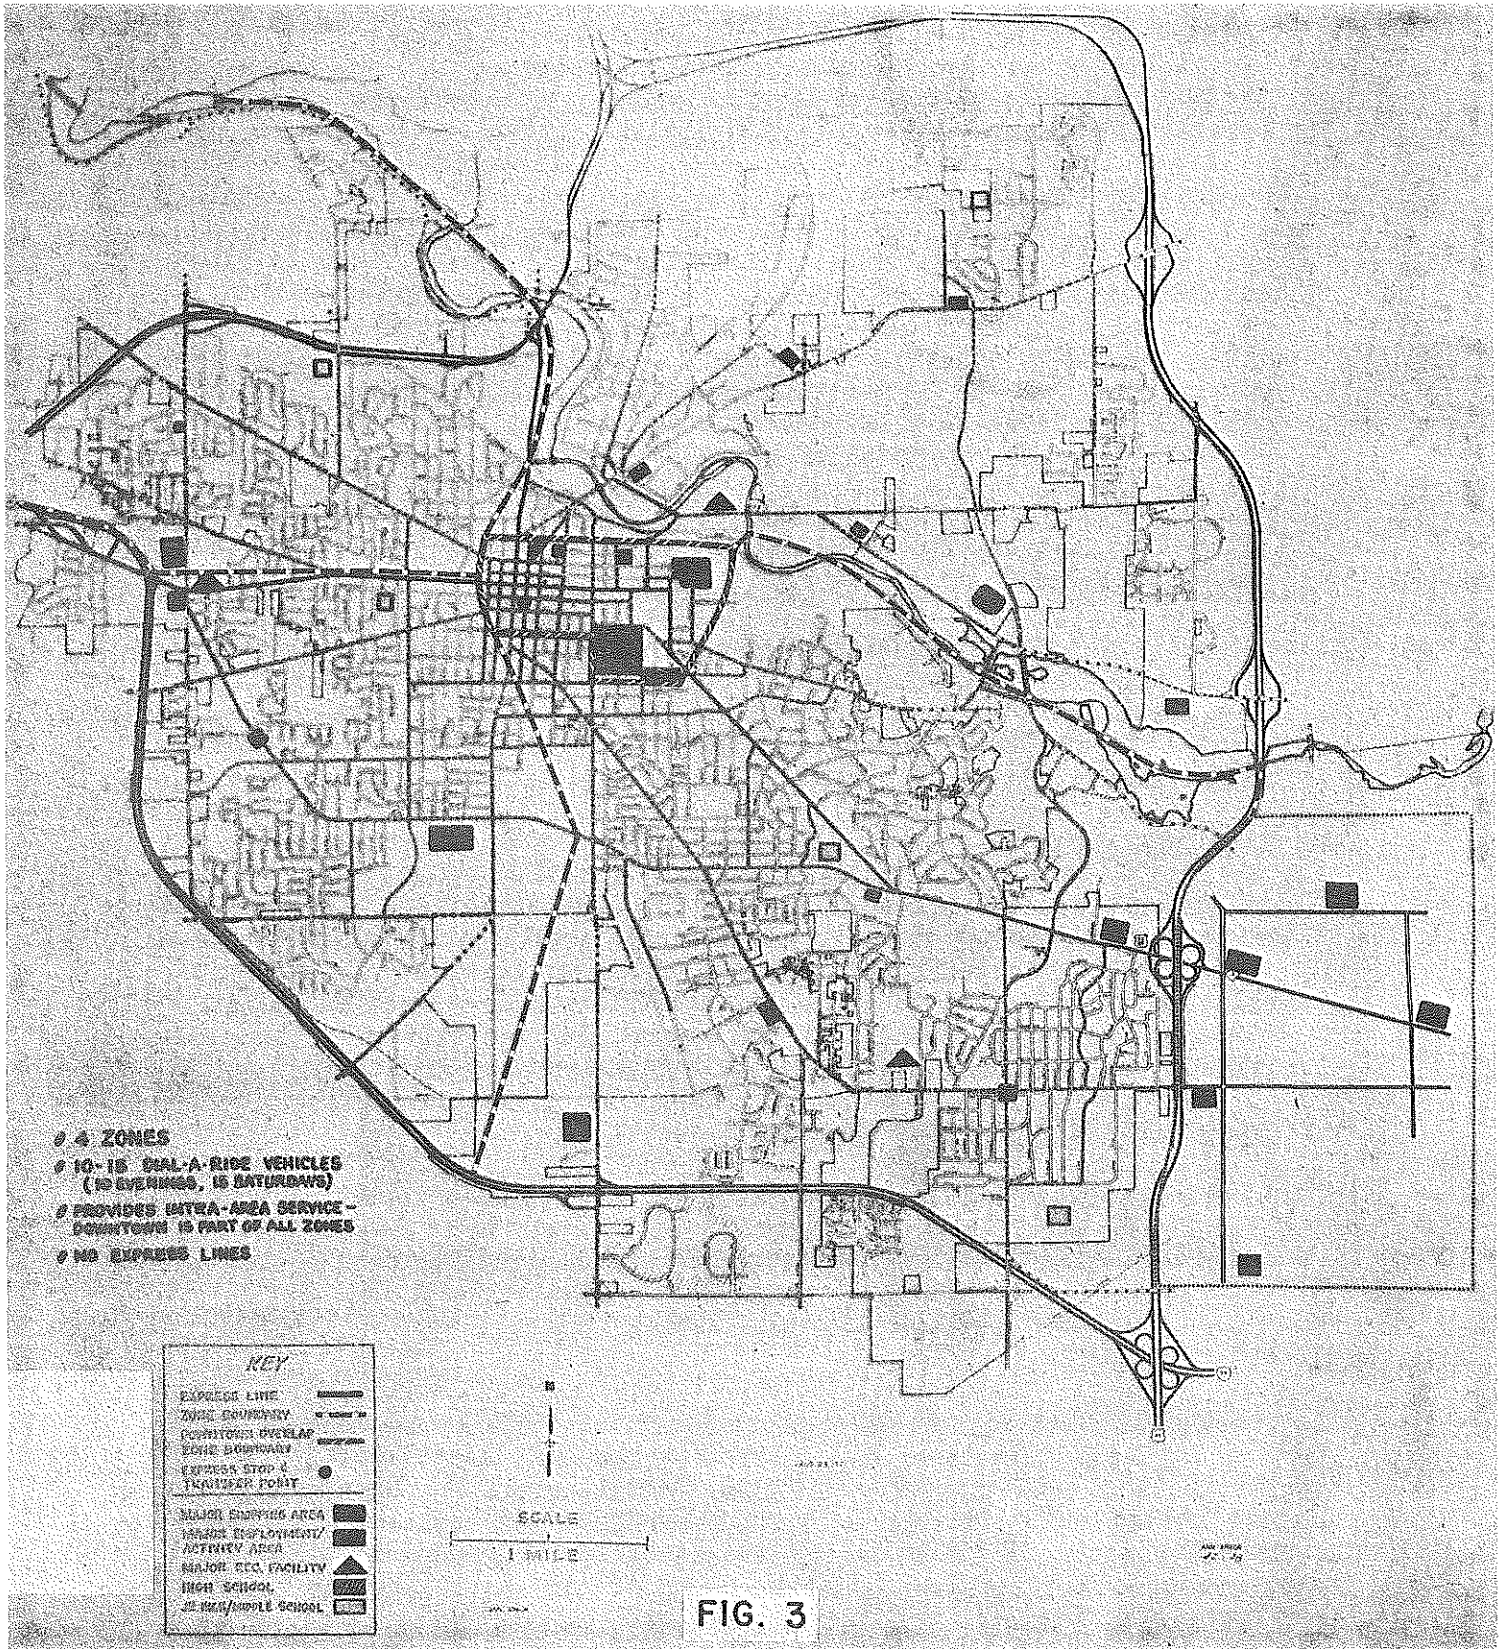 4 ZONES
10-15 DIAL-A-RIDE VEHICLES
(10 EVENINGS, 15 SATURDAYS)
PROVIDES INTRA-AREA SERVICE-
DOWNTOWN IS PART OF ALL ZONES
NO EXPRESS LINES
KEY
EXPRESS LINE
ZONE BOUNDARY
DOWNTOWN OVERLAP
ZONE BOUNDARY
EXPRESS STOP &
TRANSFER POINT
MAJOR SHOPPING AREA
MAJOR EMPLOYMENT/
ACTIVITY AREA
MAJOR REC. FACILITY
HIGH SCHOOL
JR HIGH/MIDDLE SCHOOL
N
SCALE
1 MILE
FIG. 3